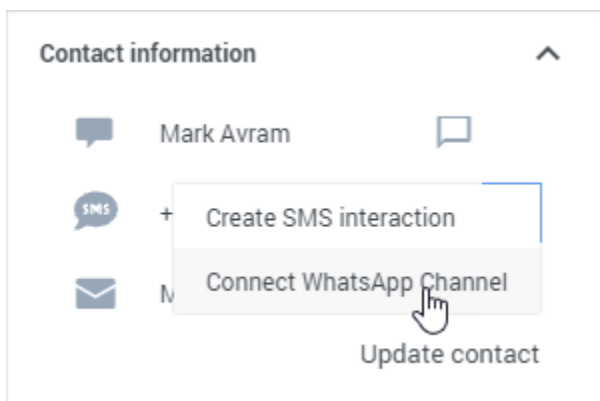 Contact information
Mark Avram
SMS +
Create SMS interaction
M
Connect WhatsApp Channel
Update contact